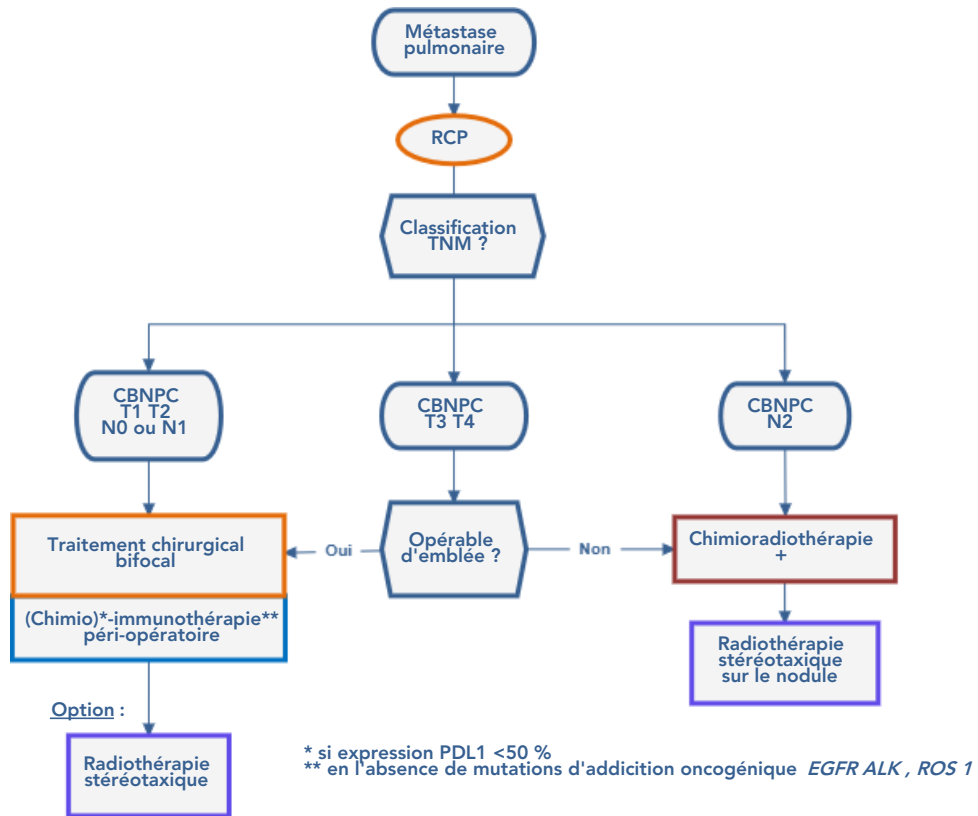 Métastase
pulmonaire
RCP
Classification
TNM ?
CBNPC
T1 T2
N0 ou N1
CBNPC
T3 T4
CBNPC
N2
Traitement chirurgical
bifocal
Oui
Opérable
d'emblée ?
Non
Chimioradiothérapie
+
(Chimio)*-immunothérapie**
péri-opératoire
Radiothérapie
stéréotaxique
sur le nodule
Option :
Radiothérapie
stéréotaxique
* si expression PDL1 <50 %
** en l'absence de mutations d'addicition oncogénique EGFR ALK , ROS 1